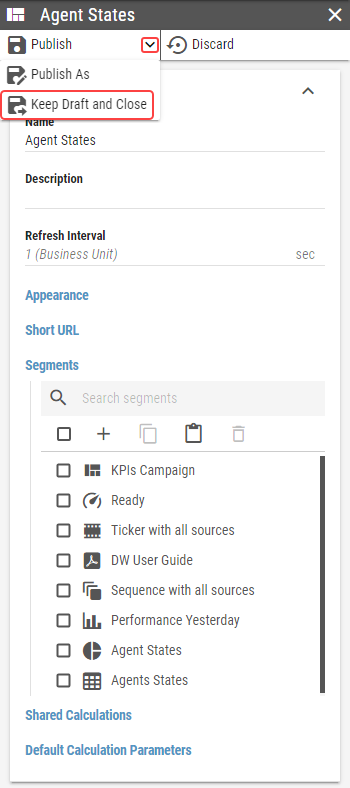 Agent States
Publish
Discard
Publish As
Keep Draft and Close
Name
Agent States
Description
Refresh Interval
1 (Business Unit) sec
Appearance
Short URL
Segments
Search segments
KPIs Campaign
Ready
Ticker with all sources
DW User Guide
Sequence with all sources
Performance Yesterday
Agent States
Agents States
Shared Calculations
Default Calculation Parameters